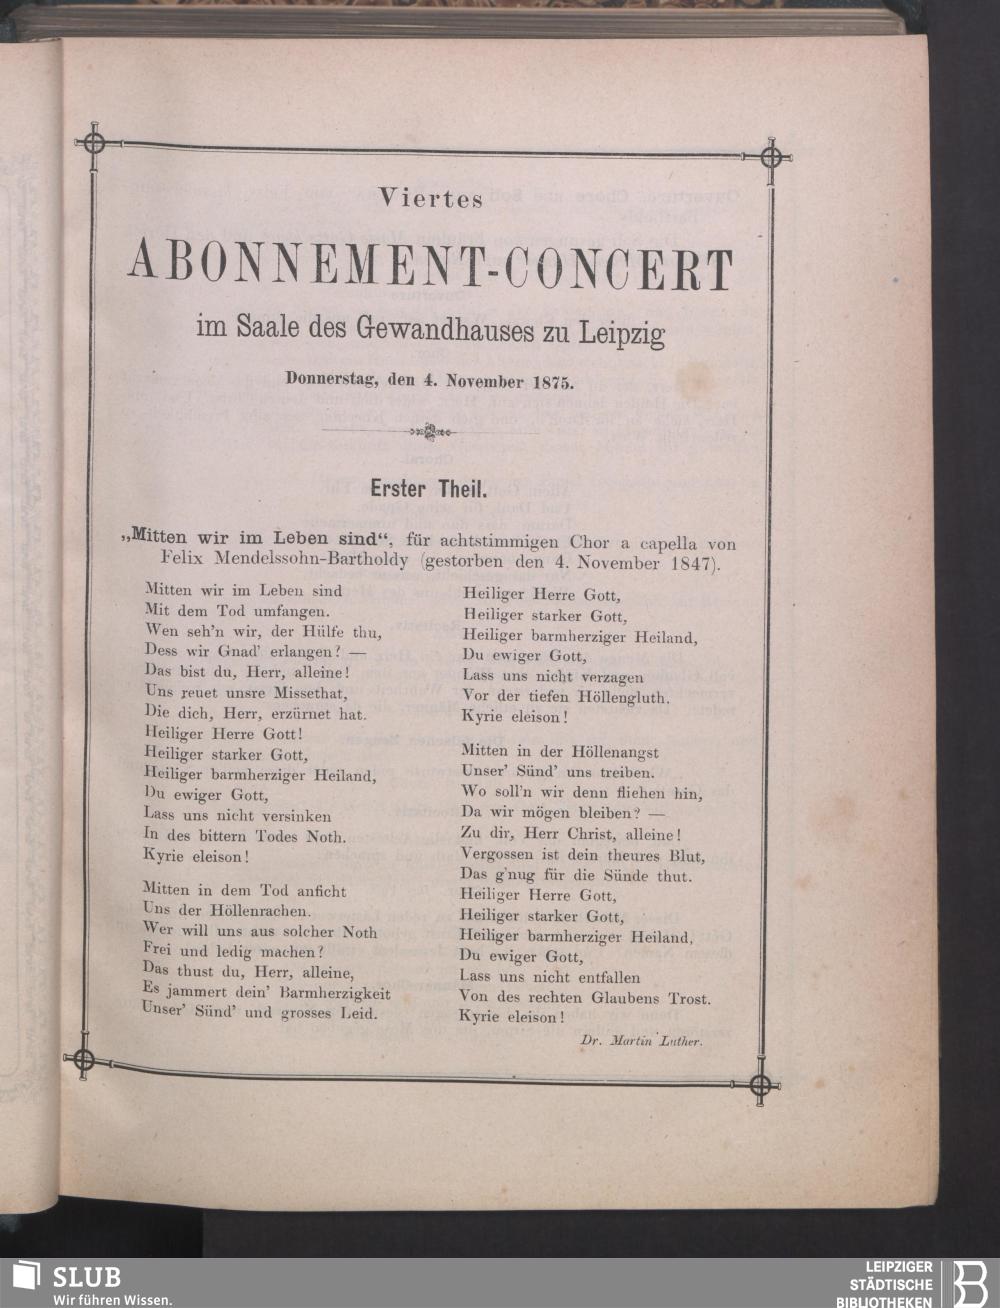 Viertes
ABONNEMENT-CONCERT
im Saale des Gewandhauses zu Leipzig
Donnerstag, den 4. November 1875.
Erster Theil.
„Mitten wir im Leben sind“, für achtstimmigen Chor a capella von
Felix Mendelssohn-Bartholdy (gestorben den 4. November 1847).
Mitten wir im Leben sind
Mit dem Tod umfangen.
Wen seh'n wir, der Hülfe thu,
Dess wir Gnad' erlangen? —
Das bist du, Herr, alleine!
Uns reuet unsre Missethat,
Die dich, Herr, erzürnet hat.
Heiliger Herre Gott!
Heiliger starker Gott,
Heiliger barmherziger Heiland,
Du ewiger Gott,
Lass uns nicht versinken
In des bittern Todes Noth.
Kyrie eleison!
Mitten in dem Tod anficht
Uns der Höllenrachen.
Wer will uns aus solcher Noth
Frei und ledig machen?
Das thust du, Herr, alleine,
Es jammert dein' Barmherzigkeit
Unser' Sünd' und grosses Leid.
Heiliger Herre Gott,
Heiliger starker Gott,
Heiliger barmherziger Heiland,
Du ewiger Gott,
Lass uns nicht verzagen
Vor der tiefen Höllengluth.
Kyrie eleison!
Mitten in der Höllenangst
Unser' Sünd' uns treiben.
Wo soll'n wir denn fliehen hin,
Da wir mögen bleiben? —
Zu dir, Herr Christ, alleine!
Vergossen ist dein theures Blut,
Das g'nug für die Sünde thut.
Heiliger Herre Gott,
Heiliger starker Gott,
Heiliger barmherziger Heiland,
Du ewiger Gott,
Lass uns nicht entfallen
Von des rechten Glaubens Trost.
Kyrie eleison!
Dr. Martin Luther.
SLUB
Wir führen Wissen.
LEIPZIGER
STÄDTISCHE
BIBLIOTHEKEN